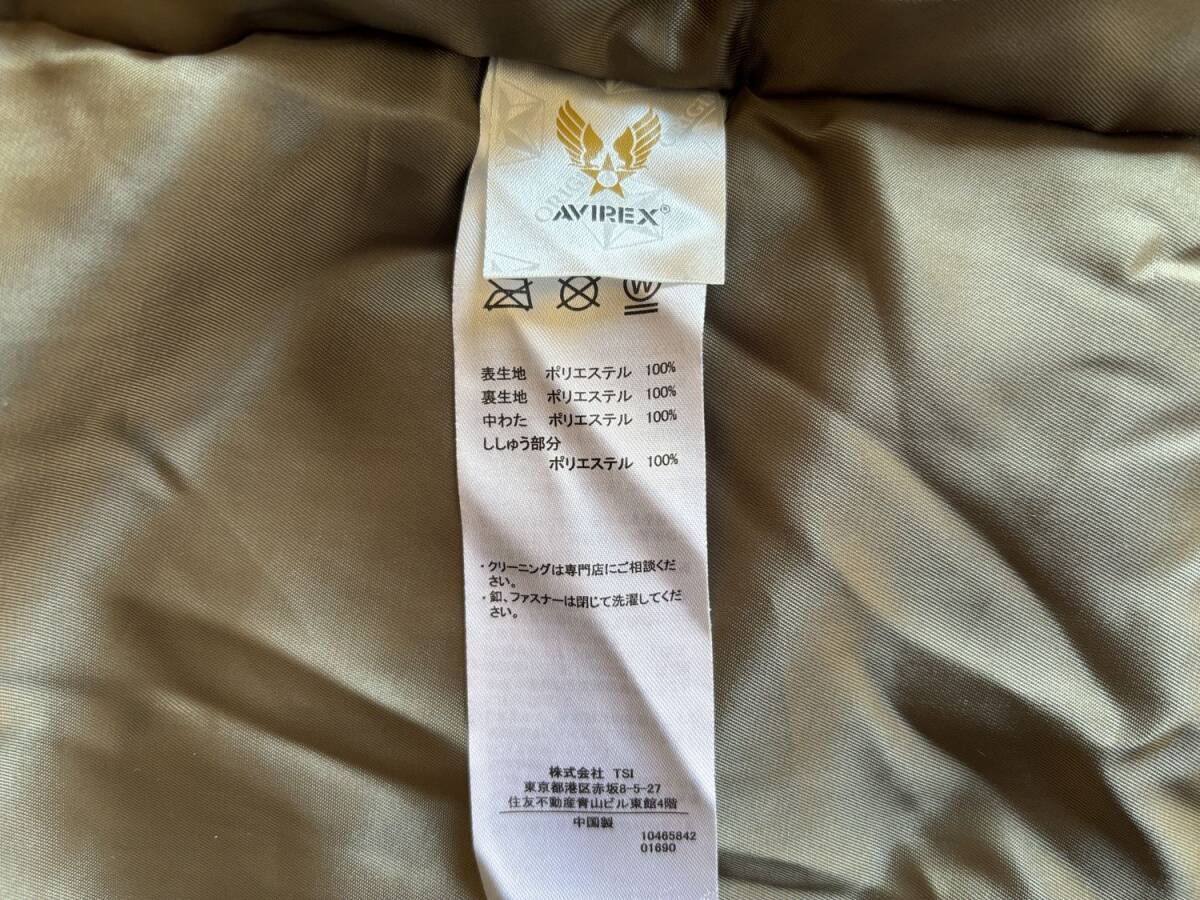 ORIGI
AVIREX®
W
表生地 ポリエステル 100%
裏生地 ポリエステル 100%
中わた ポリエステル 100%
ししゅう部分
ポリエステル 100%
・クリーニングは専門店にご相談くだ
さい。
・釦、ファスナーは閉じて洗濯してくだ
さい。
株式会社 TSI
東京都港区赤坂8-5-27
住友不動産青山ビル東館4階
中国製
10465842
01690